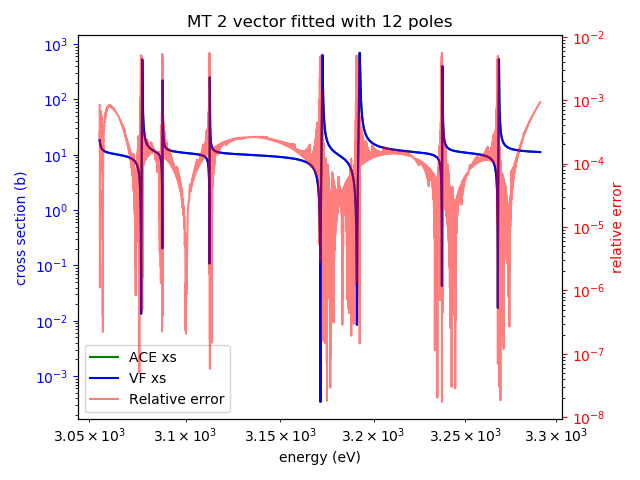 MT 2 vector fitted with 12 poles
cross section (b)
10³
10²
10¹
10⁰
10⁻¹
10⁻²
10⁻³
10⁻²
10⁻³
10⁻⁴
10⁻⁵
10⁻⁶
10⁻⁷
10⁻⁸
relative error
ACE xs
VF xs
Relative error
3.05 × 10³ 3.1 × 10³ 3.15 × 10³ 3.2 × 10³ 3.25 × 10³ 3.3 × 10³
energy (eV)